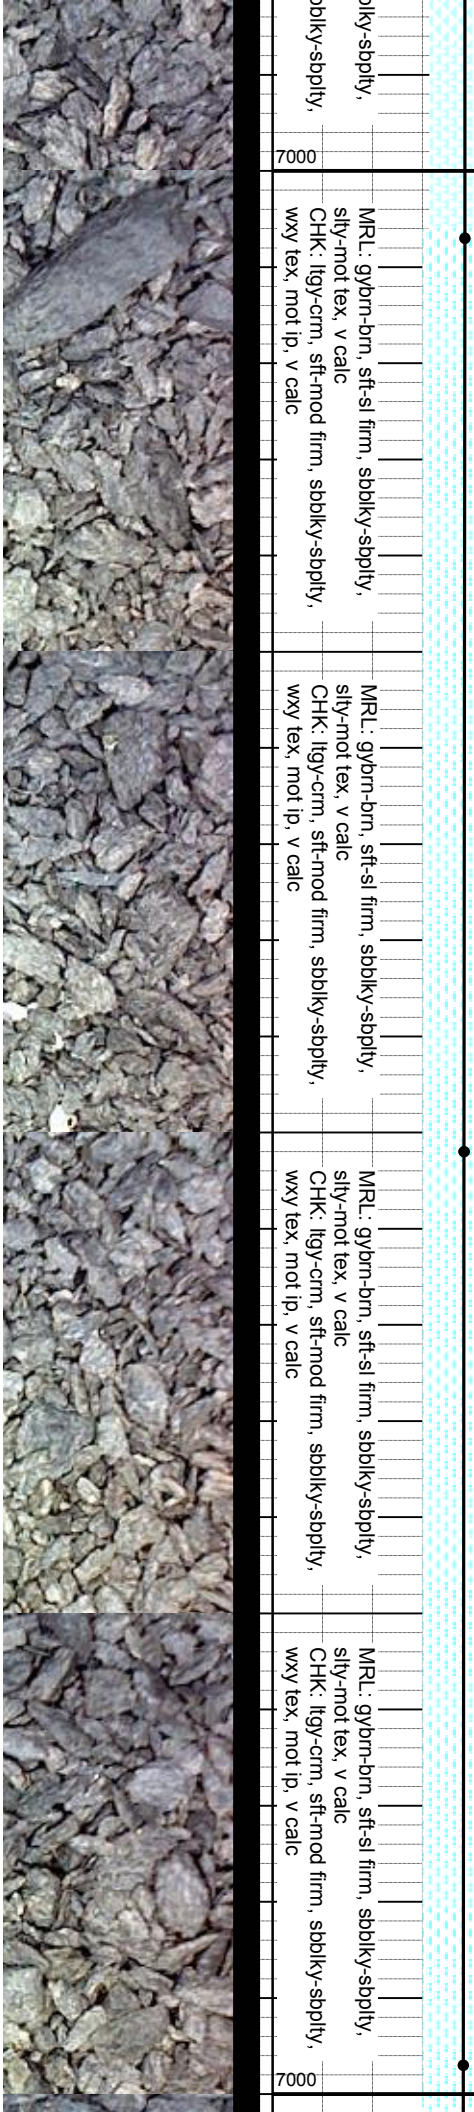 blky-sbplty,
bblky-sbplty,
7000
MRL: gybrn-brn, sft-sl firm, sbblky-sbplty,
slty-mot tex, v calc
CHK: ltgy-crm, sft-mod firm, sbblky-sbplty,
wxy tex, mot ip, v calc
MRL: gybrn-brn, sft-sl firm, sbblky-sbplty,
slty-mot tex, v calc
CHK: ltgy-crm, sft-mod firm, sbblky-sbplty,
wxy tex, mot ip, v calc
MRL: gybrn-brn, sft-sl firm, sbblky-sbplty,
slty-mot tex, v calc
CHK: ltgy-crm, sft-mod firm, sbblky-sbplty,
wxy tex, mot ip, v calc
MRL: gybrn-brn, sft-sl firm, sbblky-sbplty,
slty-mot tex, v calc
CHK: ltgy-crm, sft-mod firm, sbblky-sbplty,
wxy tex, mot ip, v calc
7000